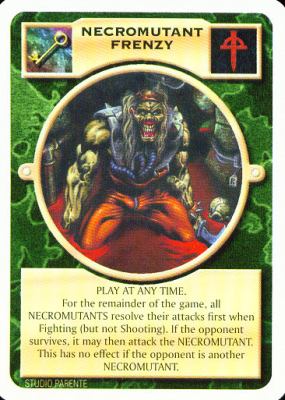 NECROMUTANT
FRENZY
PLAY AT ANY TIME.
For the remainder of the game, all
NECROMUTANTS resolve their attacks first when
Fighting (but not Shooting). If the opponent
survives, it may then attack the NECROMUTANT.
This has no effect if the opponent is another
NECROMUTANT.
STUDIO PARENTE